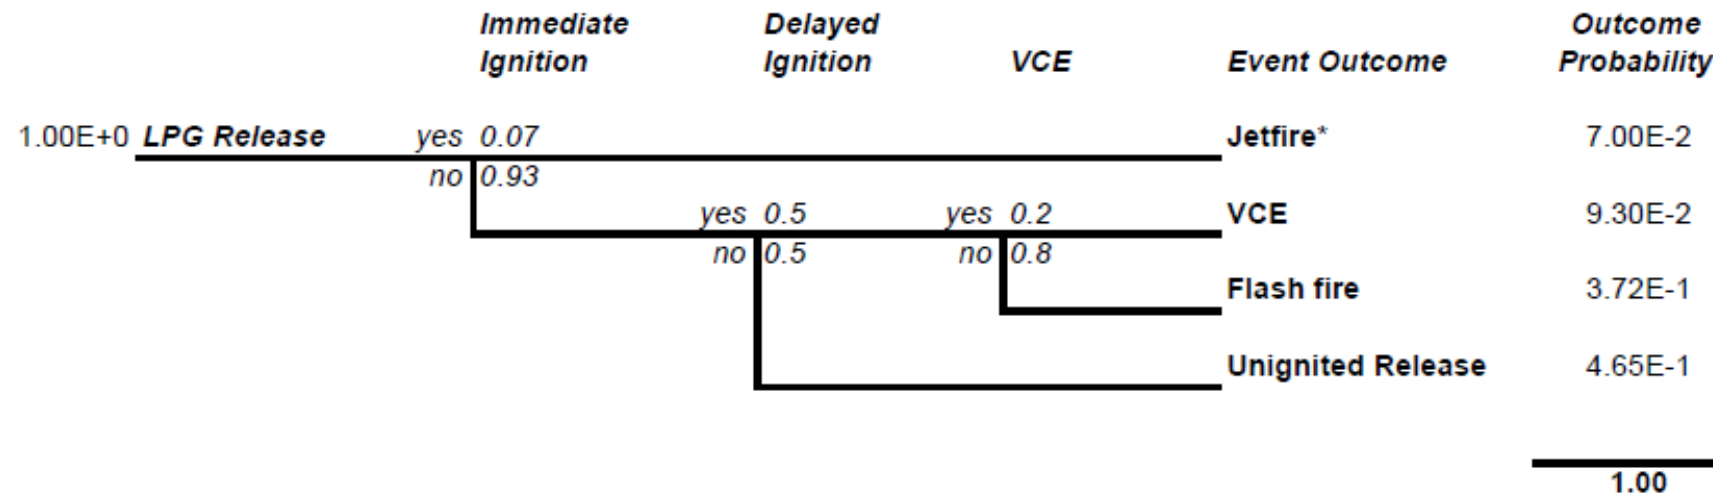 Immediate Delayed Outcome
Ignition Ignition VCE Event Outcome Probability
1.00E+0 LPG Release yes 0.07 Jetfire* 7.00E-2
no 0.93
yes 0.5 yes 0.2 VCE 9.30E-2
no 0.5 no 0.8
Flash fire 3.72E-1
Unignited Release 4.65E-1
1.00